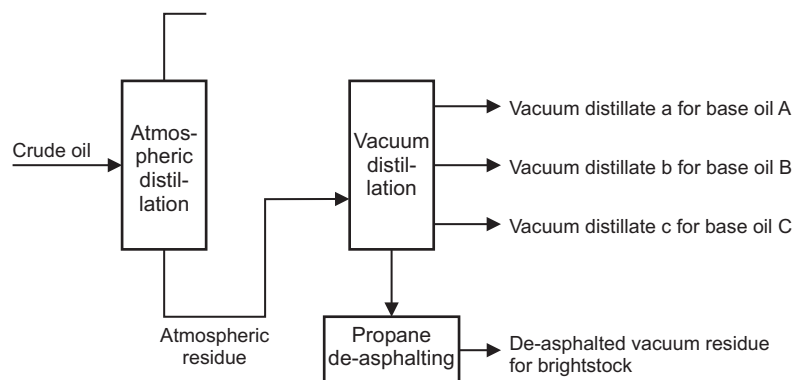 Crude oil
Atmos-
pheric
distil-
lation
Atmospheric
residue
Vacuum
distil-
lation
Vacuum distillate a for base oil A
Vacuum distillate b for base oil B
Vacuum distillate c for base oil C
Propane
de-asphalting
De-asphalted vacuum residue
for brightstock